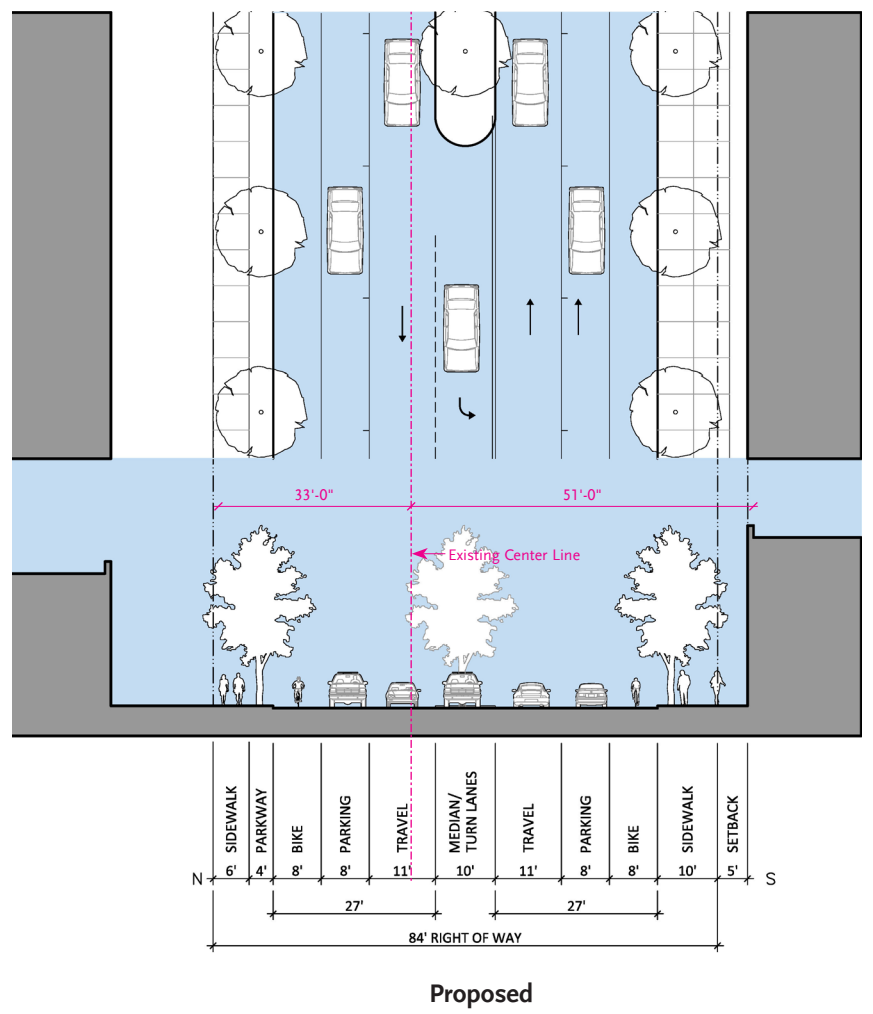 33'-0"
51'-0"
Existing Center Line
SIDEWALK
PARKWAY
BIKE
PARKING
TRAVEL
MEDIAN/
TURN LANES
TRAVEL
PARKING
BIKE
SIDEWALK
SETBACK
N 6' 4' 8' 8' 11' 10' 11' 8' 8' 10' 5' S
27' 27'
84' RIGHT OF WAY
Proposed